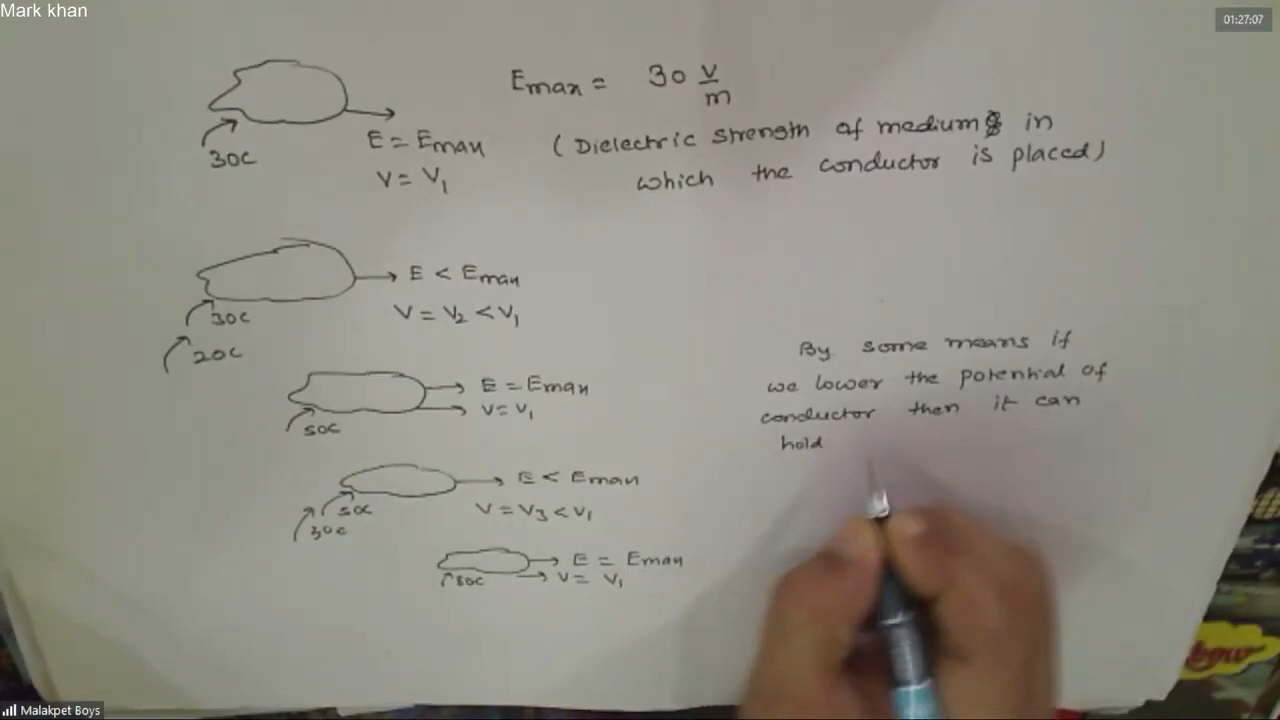 Mark khan
01:27:07
Emax = 30 V/m
E = Emax
V = V1
(Dielectric strength of medium in
which the conductor is placed)
30C
E < Emax
V = V2 < V1
30C
20C
E = Emax
V = V1
50C
E < Emax
V = V3 < V1
50C
30C
E = Emax
V = V1
80C
By some means if
we lower the potential of
conductor then it can
hold
bow
Malakpet Boys